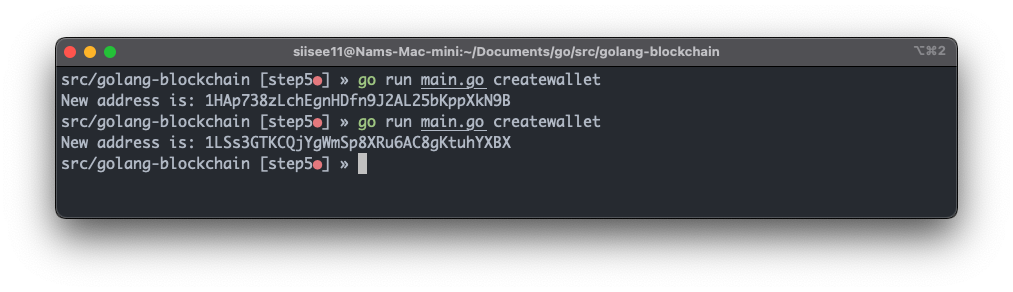 siisee11@Nams-Mac-mini:~/Documents/go/src/golang-blockchain ⌥⌘2
src/golang-blockchain [step5●] » go run main.go createwallet
New address is: 1HAp738zLchEgnHDfn9J2AL25bKppXkN9B
src/golang-blockchain [step5●] » go run main.go createwallet
New address is: 1LSs3GTKCQjYgWmSp8XRu6AC8gKtuhYXBX
src/golang-blockchain [step5●] »